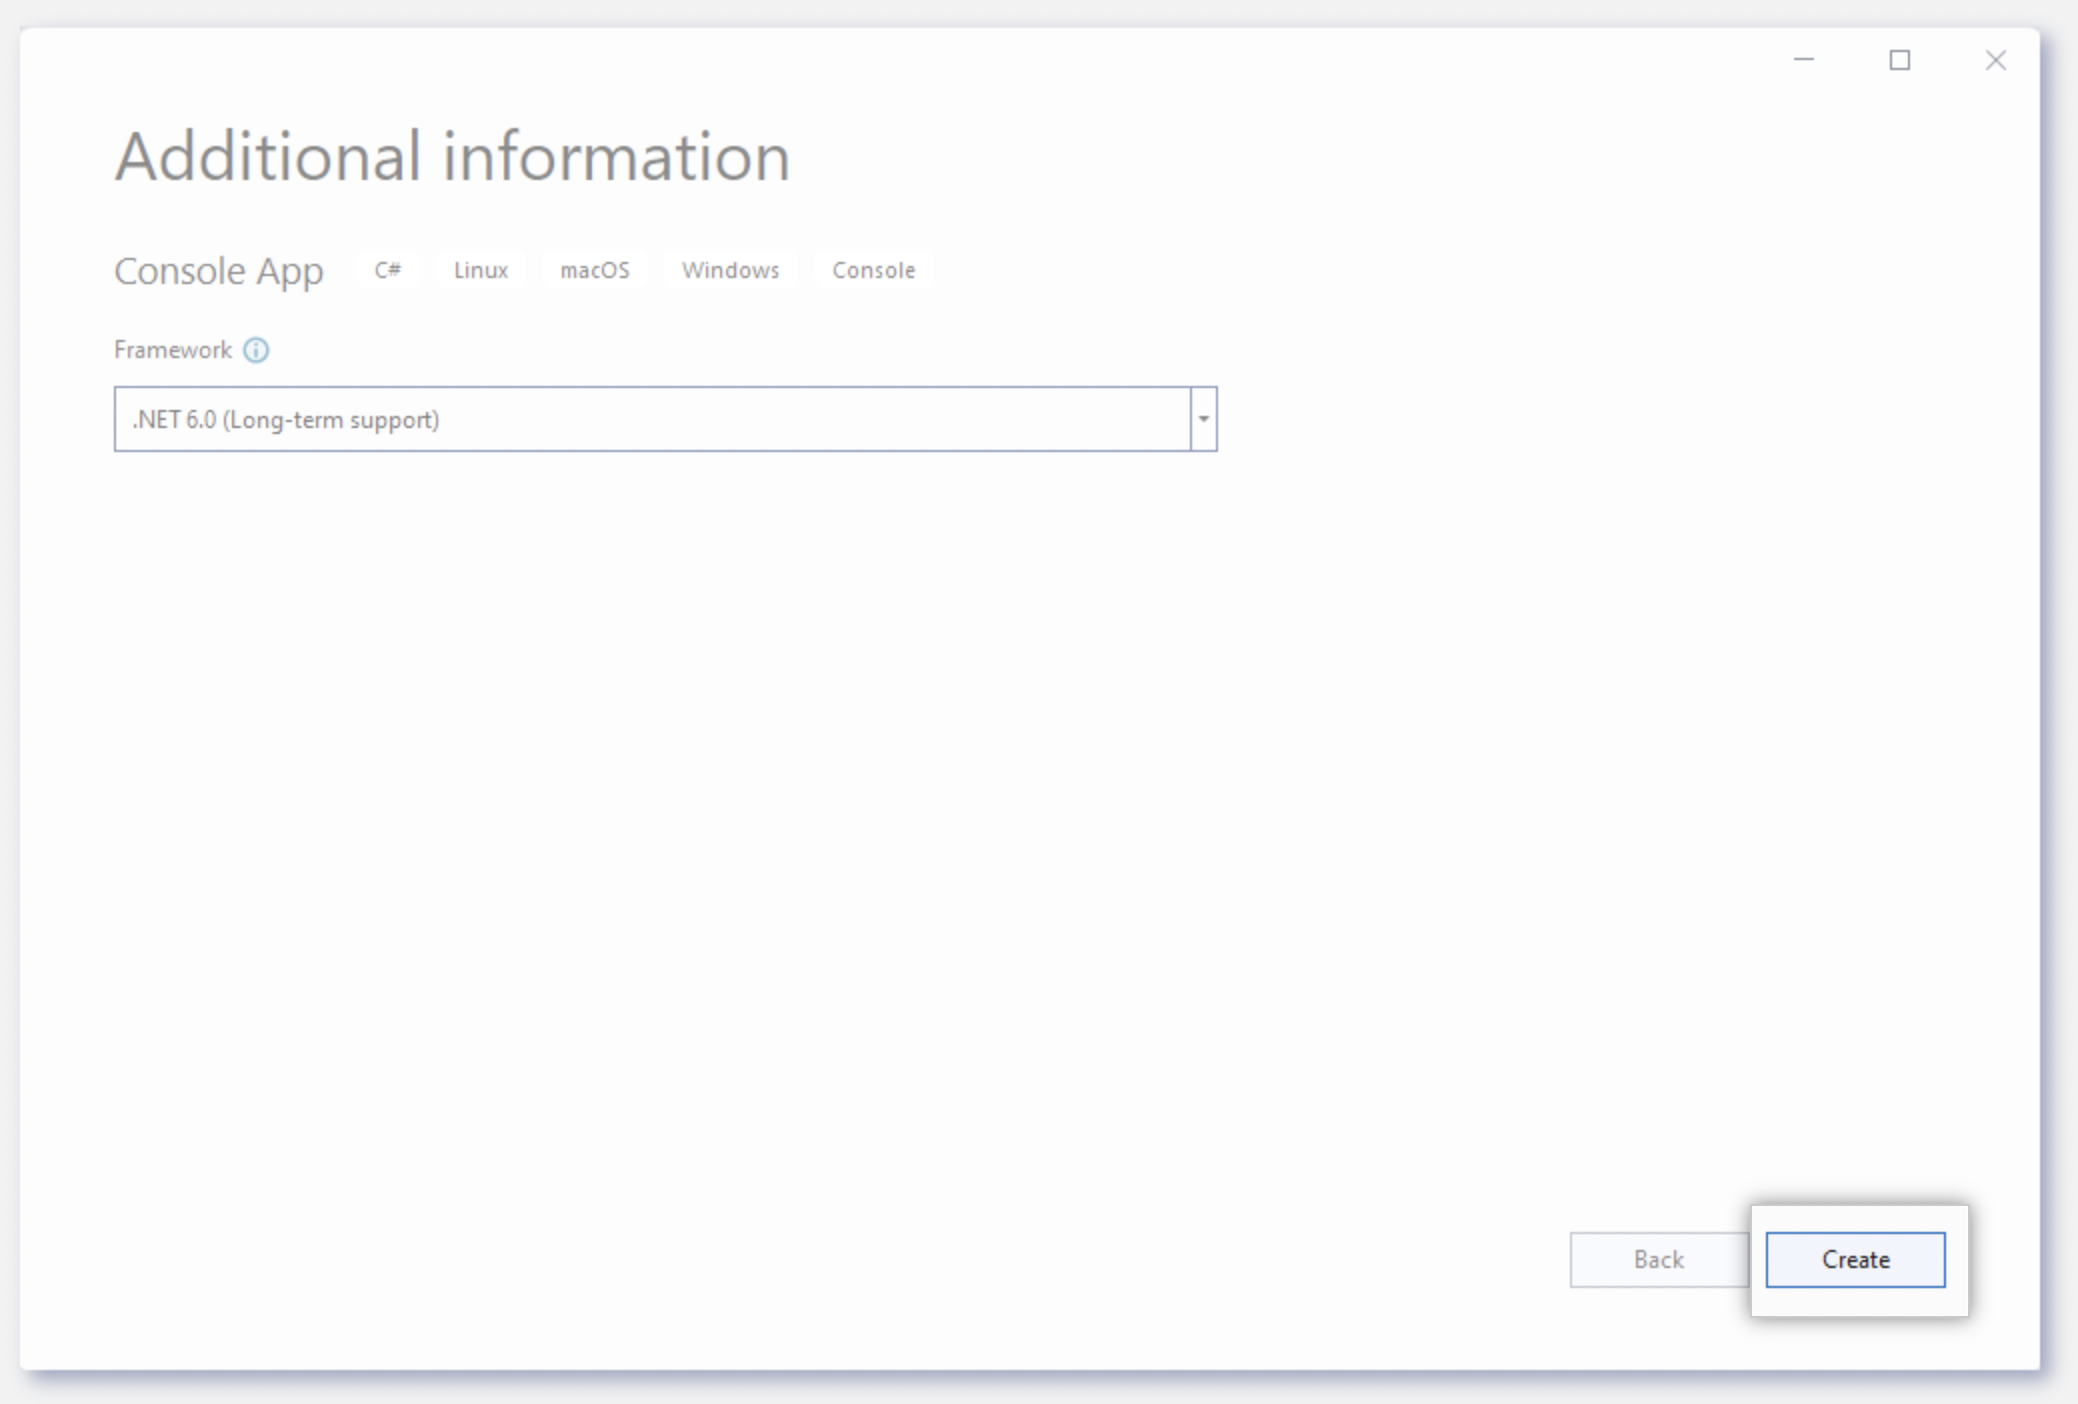 Additional information
Console App C# Linux macOS Windows Console
Framework
.NET 6.0 (Long-term support)
Back Create